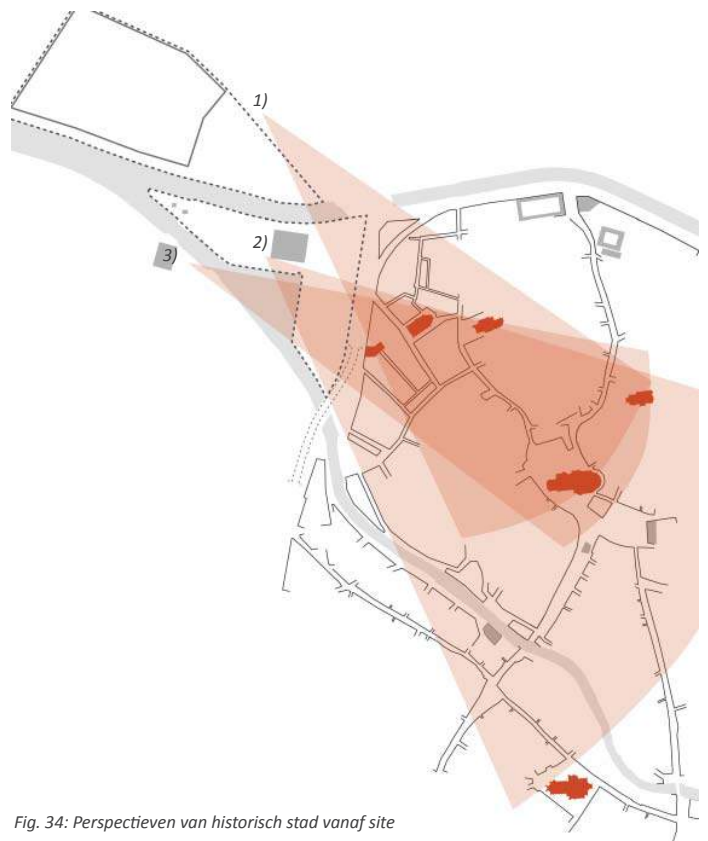 1)
2)
3)
Fig. 34: Perspectieven van historisch stad vanaf site